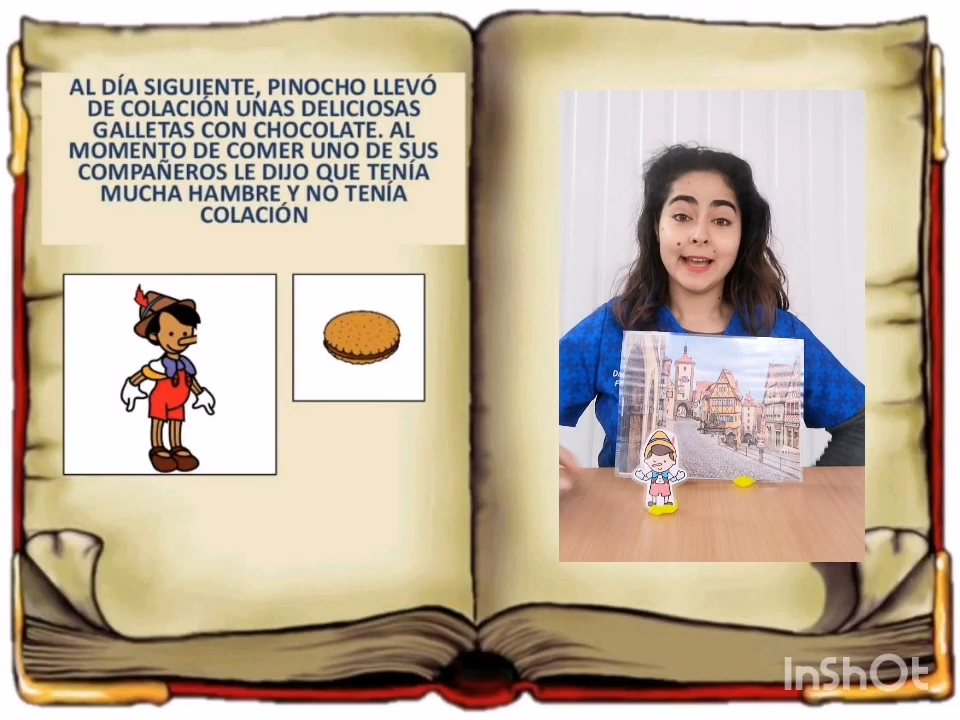 AL DÍA SIGUIENTE, PINOCHO LLEVÓ
DE COLACIÓN UNAS DELICIOSAS
GALLETAS CON CHOCOLATE. AL
MOMENTO DE COMER UNO DE SUS
COMPAÑEROS LE DIJO QUE TENÍA
MUCHA HAMBRE Y NO TENÍA
COLACIÓN
InShOt